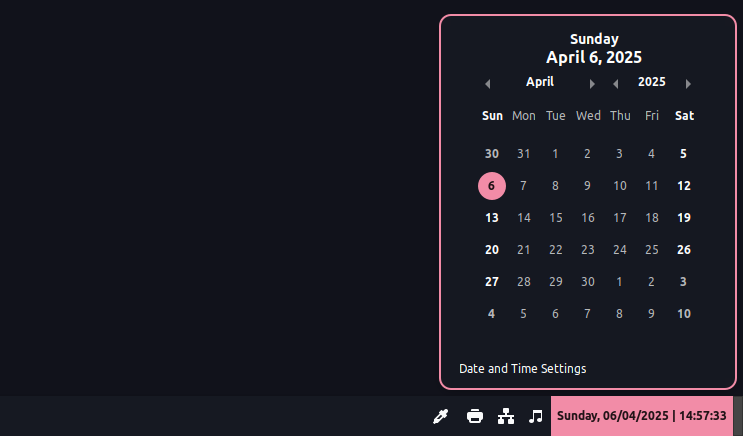 Sunday
April 6, 2025
April 2025
Sun Mon Tue Wed Thu Fri Sat
30 31 1 2 3 4 5
6 7 8 9 10 11 12
13 14 15 16 17 18 19
20 21 22 23 24 25 26
27 28 29 30 1 2 3
4 5 6 7 8 9 10
Date and Time Settings
Sunday, 06/04/2025 | 14:57:33